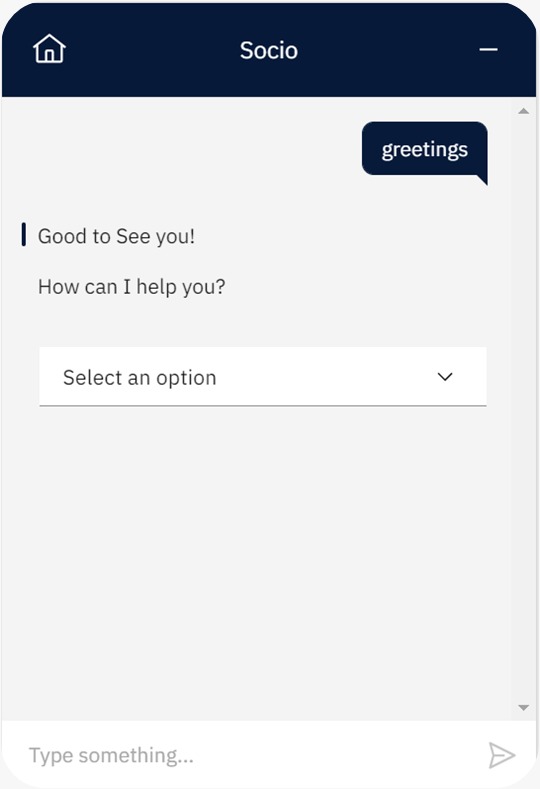 Socio
greetings
Good to See you!
How can I help you?
Select an option
Type something...